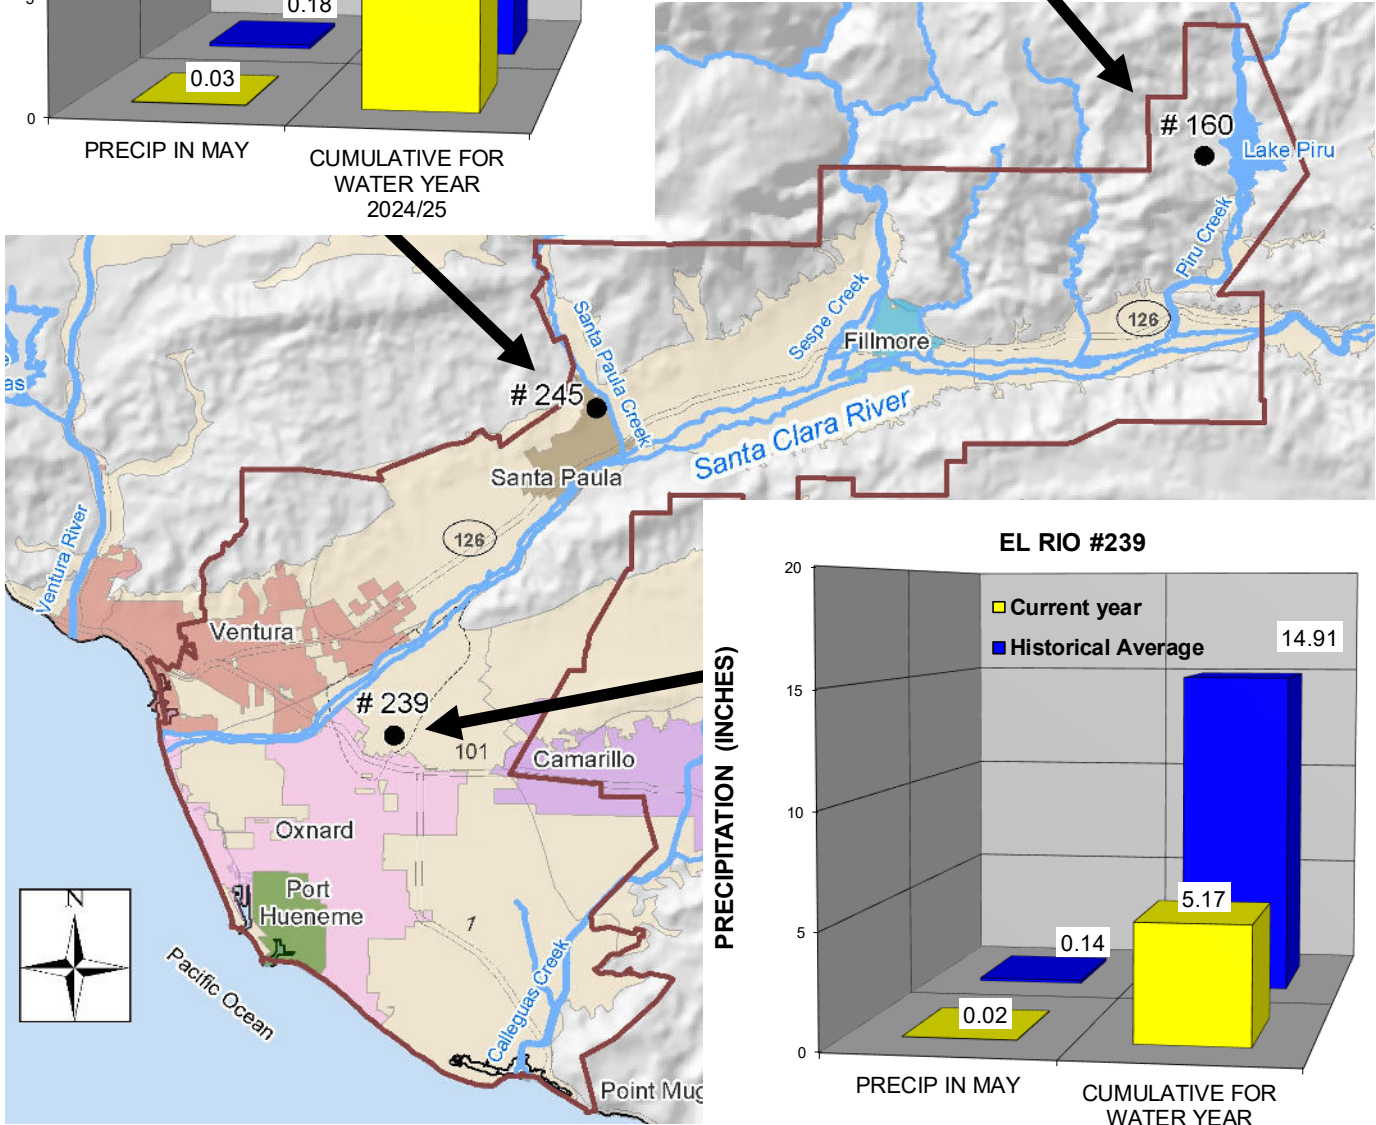 0.18
0.03
0
PRECIP IN MAY
CUMULATIVE FOR
WATER YEAR
2024/25
# 160
Lake Piru
Piru Creek
126
Sespe Creek
Fillmore
Santa Paula Creek
# 245
as
Santa Clara River
Santa Paula
126
Ventura River
Ventura
# 239
101
Camarillo
Oxnard
Port
Hueneme
1
N
Pacific Ocean
Calleguas Creek
Point Mug
EL RIO #239
Current year
Historical Average
PRECIPITATION (INCHES)
20
15
10
5
0
14.91
5.17
0.14
0.02
PRECIP IN MAY
CUMULATIVE FOR
WATER YEAR